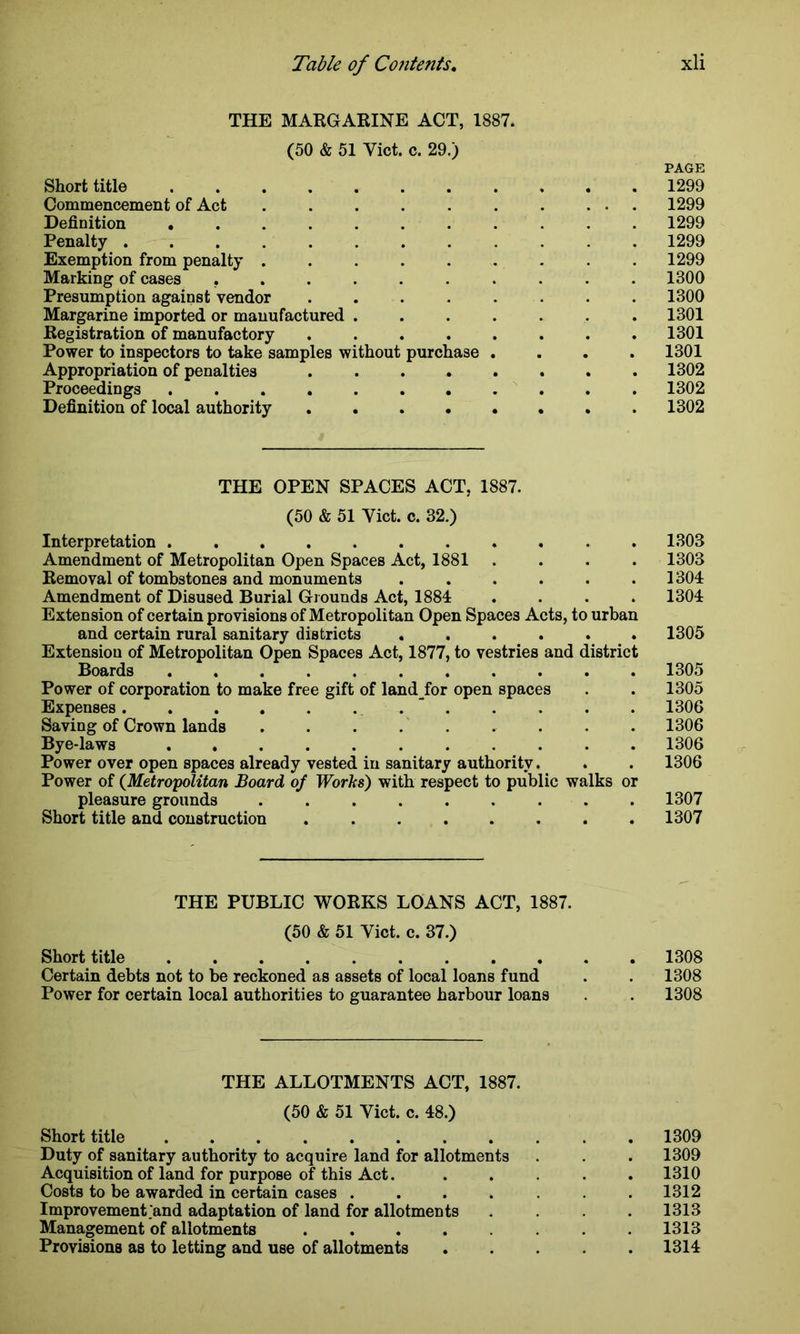 Table of Contents. xli
THE MARGARINE ACT, 1887.
(50 & 51 Vict. c. 29.)
PAGE
Short title . . . . . . . . . . . 1299
Commencement of Act . . . . . . . . . . 1299
Definition . . . . . . . . . . . 1299
Penalty . . . . . . . . . . . . 1299
Exemption from penalty . . . . . . . . . 1299
Marking of cases . . . . . . . . . . 1300
Presumption against vendor . . . . . . . . 1300
Margarine imported or manufactured . . . . . . . 1301
Registration of manufactory . . . . . . . . 1301
Power to inspectors to take samples without purchase . . . . 1301
Appropriation of penalties . . . . . . . . 1302
Proceedings . . . . . . . . . . . 1302
Definition of local authority . . . . . . . . 1302
THE OPEN SPACES ACT, 1887.
(50 & 51 Vict. c. 32.)
Interpretation . . . . . . . . . . . 1303
Amendment of Metropolitan Open Spaces Act, 1881 . . . . 1303
Removal of tombstones and monuments . . . . . . 1304
Amendment of Disused Burial Grounds Act, 1884 . . . . 1304
Extension of certain provisions of Metropolitan Open Spaces Acts, to urban
and certain rural sanitary districts . . . . . . 1305
Extension of Metropolitan Open Spaces Act, 1877, to vestries and district
Boards . . . . . . . . . . . 1305
Power of corporation to make free gift of land for open spaces . . 1305
Expenses . . . . . . . . . . . . 1306
Saving of Crown lands . . . . . . . . . 1306
Bye-laws . . . . . . . . . . . 1306
Power over open spaces already vested in sanitary authority. . . 1306
Power of (Metropolitan Board of Works) with respect to public walks or
pleasure grounds . . . . . . . . . 1307
Short title and construction . . . . . . . . 1307
THE PUBLIC WORKS LOANS ACT, 1887.
(50 & 51 Vict. c. 37.)
Short title . . . . . . . . . . . 1308
Certain debts not to be reckoned as assets of local loans fund . . 1308
Power for certain local authorities to guarantee harbour loans . . 1308
THE ALLOTMENTS ACT, 1887.
(50 & 51 Vict. c. 48.)
Short title . . . . . . . . . . . 1309
Duty of sanitary authority to acquire land for allotments . . . 1309
Acquisition of land for purpose of this Act. . . . . . 1310
Costs to be awarded in certain cases . . . . . . . 1312
Improvement and adaptation of land for allotments . . . . 1313
Management of allotments . . . . . . . . 1313
Provisions as to letting and use of allotments . . . . . 1314